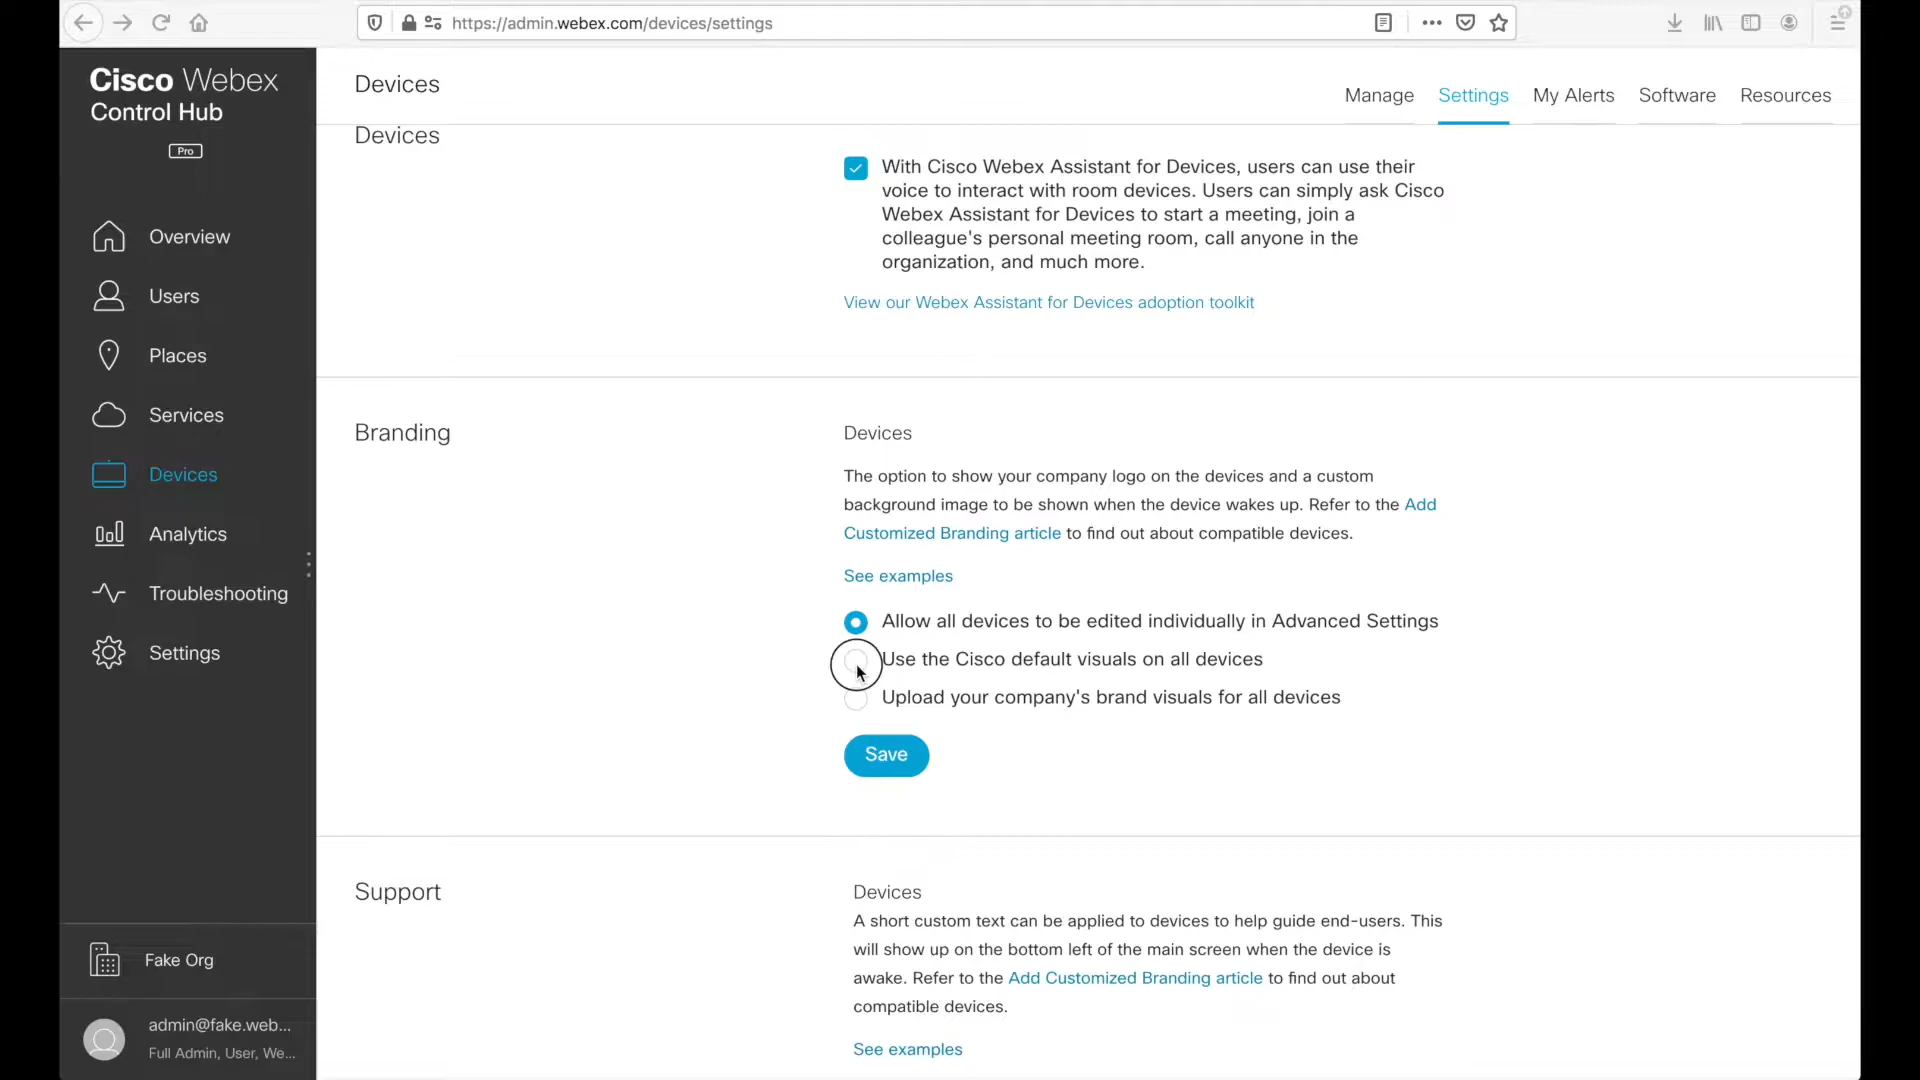 https://admin.webex.com/devices/settings
Cisco Webex
Control Hub
Pro
Overview
Users
Places
Services
Devices
Analytics
Troubleshooting
Settings
Fake Org
admin@fake.web...
Full Admin, User, We...
Devices
Manage
Settings
My Alerts
Software
Resources
Devices
With Cisco Webex Assistant for Devices, users can use their
voice to interact with room devices. Users can simply ask Cisco
Webex Assistant for Devices to start a meeting, join a
colleague's personal meeting room, call anyone in the
organization, and much more.
View our Webex Assistant for Devices adoption toolkit
Branding
Devices
The option to show your company logo on the devices and a custom
background image to be shown when the device wakes up. Refer to the Add
Customized Branding article to find out about compatible devices.
See examples
Allow all devices to be edited individually in Advanced Settings
Use the Cisco default visuals on all devices
Upload your company's brand visuals for all devices
Save
Support
Devices
A short custom text can be applied to devices to help guide end-users. This
will show up on the bottom left of the main screen when the device is
awake. Refer to the Add Customized Branding article to find out about
compatible devices.
See examples